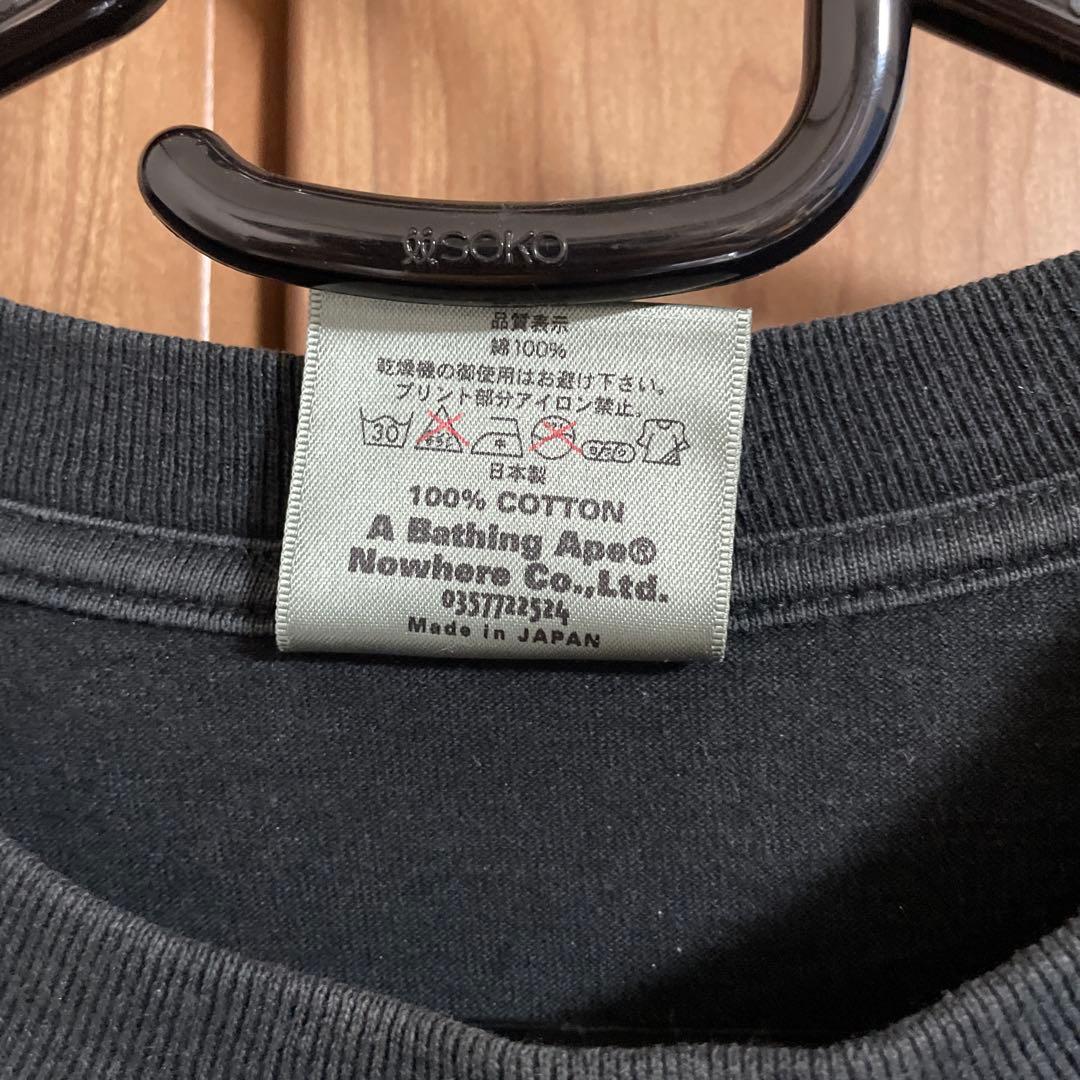 SOKO
品質表示
綿100%
乾燥機の御使用はお避け下さい。
プリント部分アイロン禁止。
30
中
日本製
100% COTTON
A Bathing Ape®
Nowhere Co.,Ltd.
0357722524
Made in JAPAN